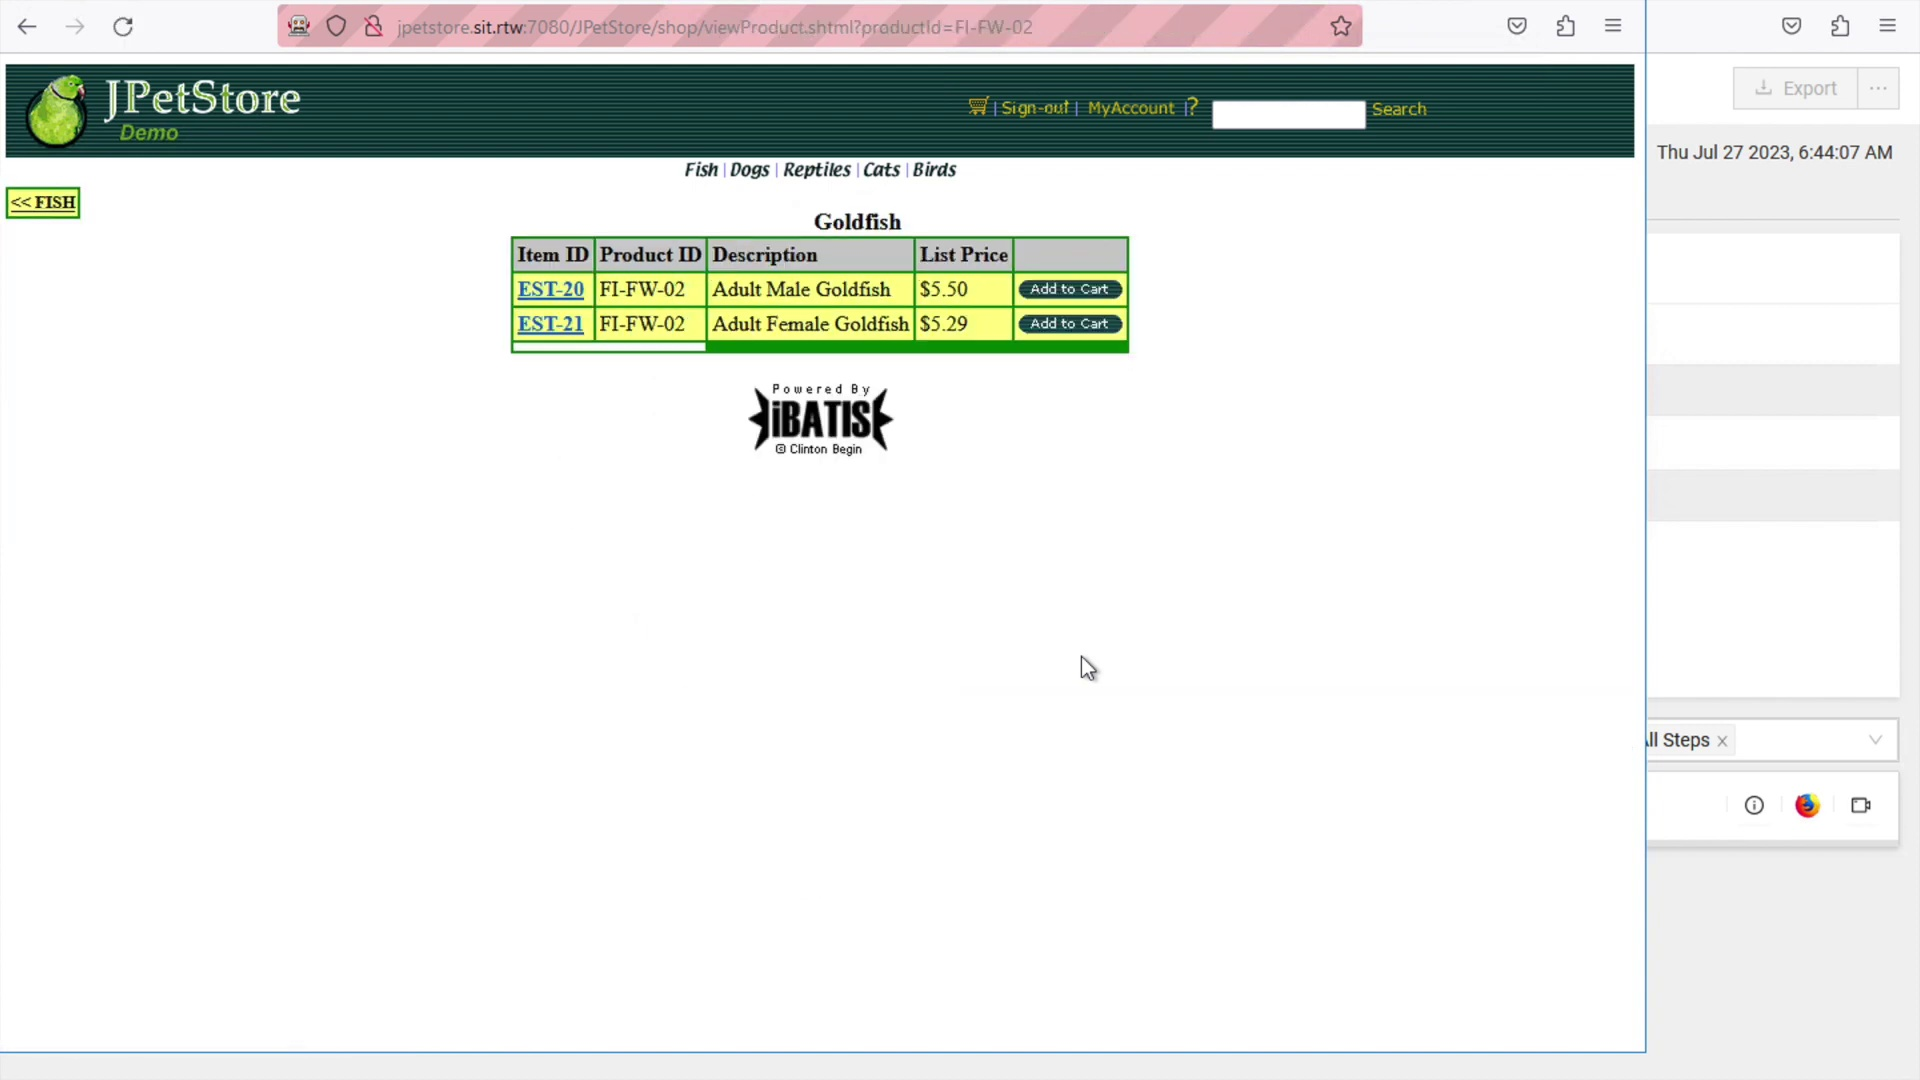 jpetstore.sit.rtw:7080/JPetStore/shop/viewProduct.shtml?productId=FI-FW-02
Export
JPetStore
Demo
| Sign-out | MyAccount | ? Search
Thu Jul 27 2023, 6:44:07 AM
Fish | Dogs | Reptiles | Cats | Birds
<< FISH
Goldfish
Item ID Product ID Description List Price
EST-20 FI-FW-02 Adult Male Goldfish $5.50 Add to Cart
EST-21 FI-FW-02 Adult Female Goldfish $5.29 Add to Cart
Powered By
iBATIS
© Clinton Begin
All Steps